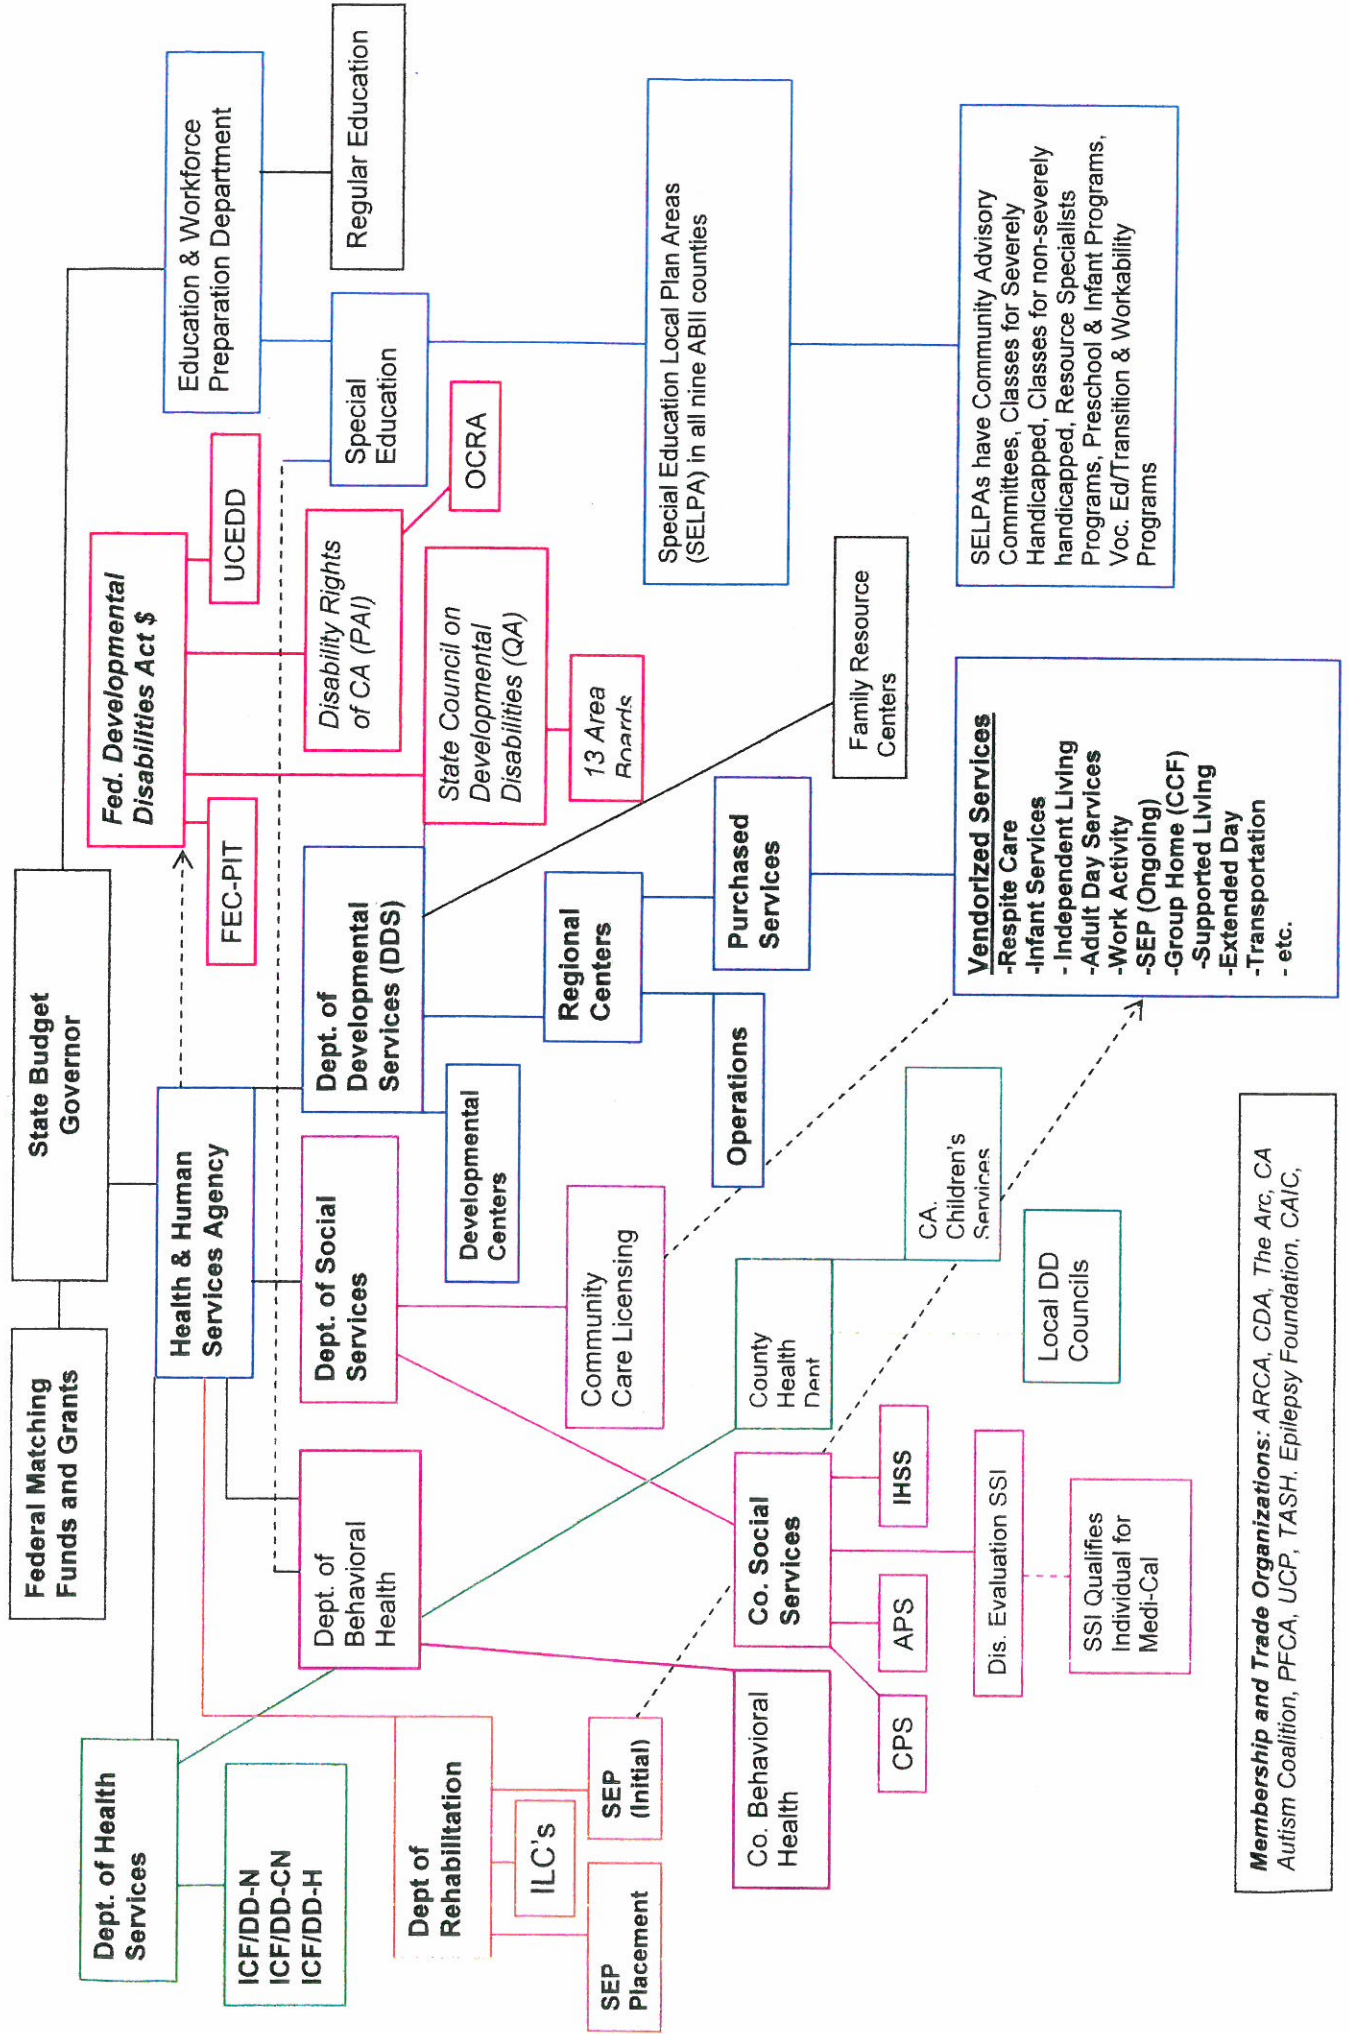 Federal Matching
Funds and Grants
State Budget
Governor
Dept. of Health
Services
Health & Human
Services Agency
Fed. Developmental
Disabilities Act $
Education & Workforce
Preparation Department
ICF/DD-N
ICF/DD-CN
ICF/DD-H
FEC-PIT
UCEDD
Dept. of
Behavioral
Health
Dept. of Social
Services
Dept. of
Developmental
Services (DDS)
Disability Rights
of CA (PAI)
Special
Education
Regular Education
Dept of
Rehabilitation
Developmental
Centers
State Council on
Developmental
Disabilities (QA)
OCRA
ILC's
SEP
Placement
SEP
(Initial)
Community
Care Licensing
Regional
Centers
13 Area
Boards
Special Education Local Plan Areas
(SELPA) in all nine ABII counties
Co. Behavioral
Health
Co. Social
Services
County
Health
Dept
Operations
Purchased
Services
Family Resource
Centers
CPS
APS
IHSS
CA.
Children's
Services
Dis. Evaluation SSI
Local DD
Councils
SSI Qualifies
Individual for
Medi-Cal
Vendorized Services
-Respite Care
-Infant Services
- Independent Living
-Adult Day Services
-Work Activity
-SEP (Ongoing)
-Group Home (CCF)
-Supported Living
-Extended Day
-Transportation
- etc.
SELPAs have Community Advisory
Committees, Classes for Severely
Handicapped, Classes for non-severely
handicapped, Resource Specialists
Programs, Preschool & Infant Programs,
Voc. Ed/Transition & Workability
Programs
Membership and Trade Organizations: ARCA, CDA, The Arc, CA
Autism Coalition, PFCA, UCP, TASH. Epilepsy Foundation, CAIC,